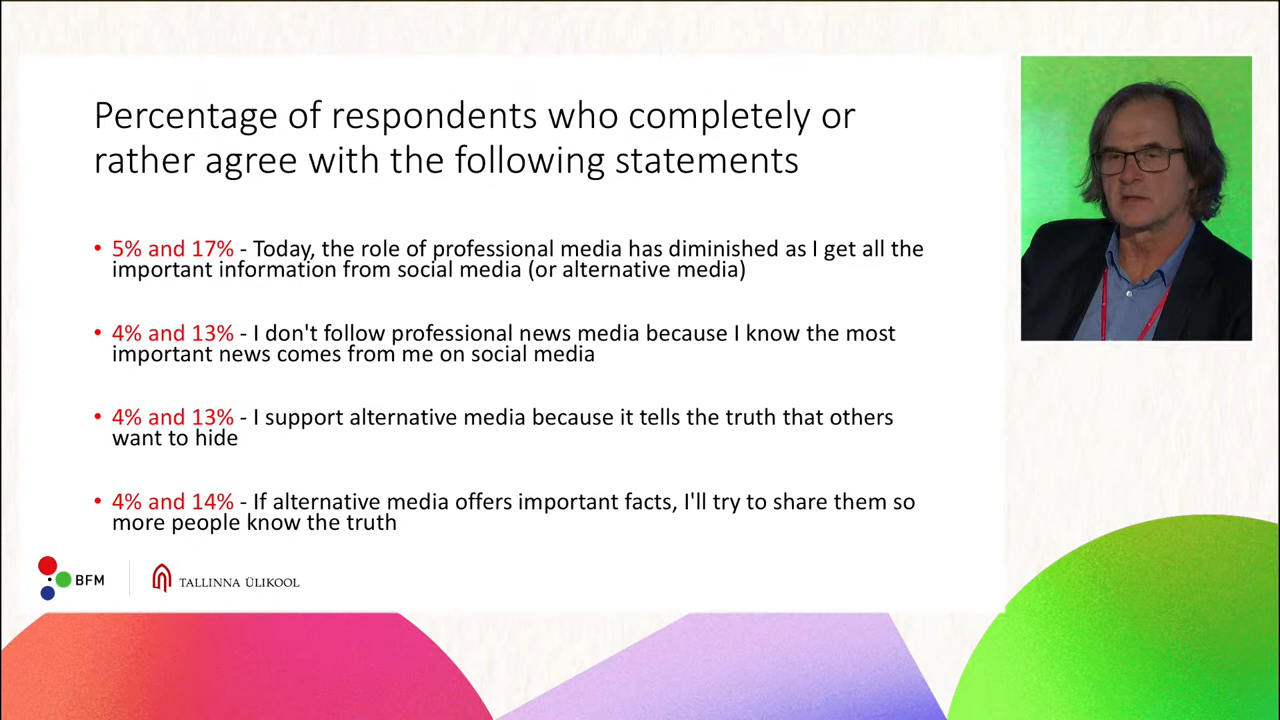 Percentage of respondents who completely or
rather agree with the following statements
• 5% and 17% - Today, the role of professional media has diminished as I get all the
important information from social media (or alternative media)
• 4% and 13% - I don't follow professional news media because I know the most
important news comes from me on social media
• 4% and 13% - I support alternative media because it tells the truth that others
want to hide
• 4% and 14% - If alternative media offers important facts, I'll try to share them so
more people know the truth
BFM
TALLINNA ÜLIKOOL